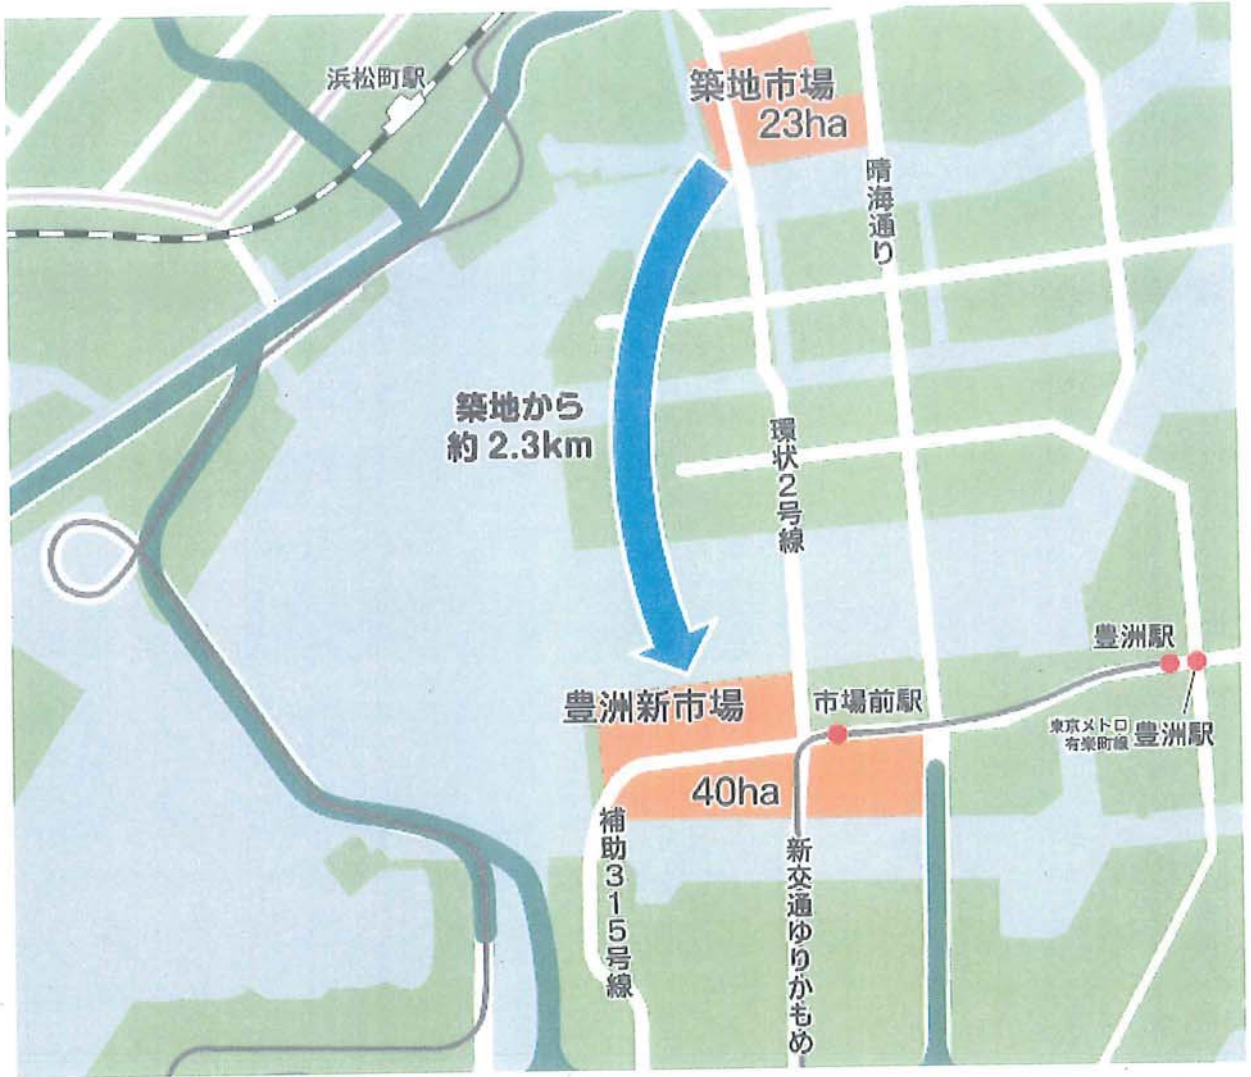 浜松町駅
築地市場
23ha
晴海通り
築地から
約2.3km
環状2号線
豊洲駅
豊洲新市場
市場前駅
東京メトロ
有楽町線
豊洲駅
40ha
補助315号線
新交通ゆりかもめ